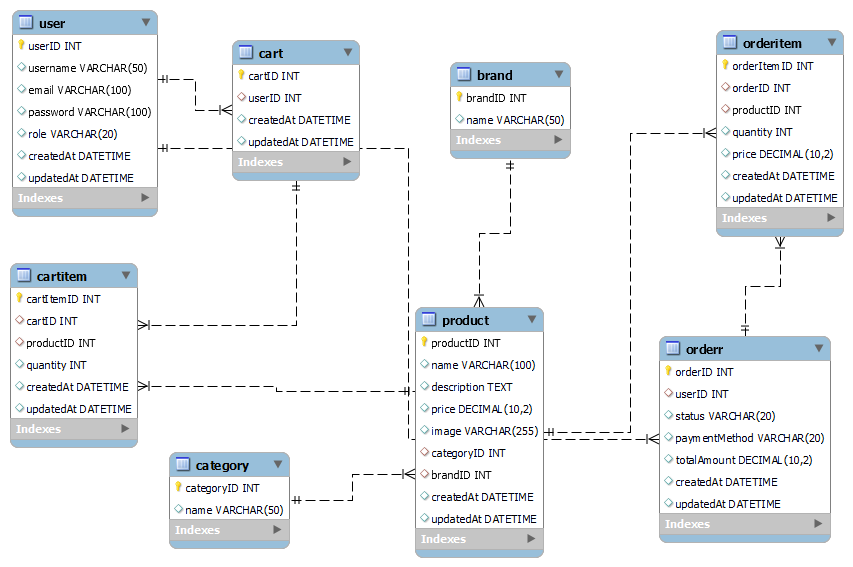 user
userID INT
username VARCHAR(50)
email VARCHAR(100)
password VARCHAR(100)
role VARCHAR(20)
createdAt DATETIME
updatedAt DATETIME
Indexes
cart
cartID INT
userID INT
createdAt DATETIME
updatedAt DATETIME
Indexes
brand
brandID INT
name VARCHAR(50)
Indexes
orderitem
orderItemID INT
orderID INT
productID INT
quantity INT
price DECIMAL(10,2)
createdAt DATETIME
updatedAt DATETIME
Indexes
cartitem
cartItemID INT
cartID INT
productID INT
quantity INT
createdAt DATETIME
updatedAt DATETIME
Indexes
product
productID INT
name VARCHAR(100)
description TEXT
price DECIMAL(10,2)
image VARCHAR(255)
categoryID INT
brandID INT
createdAt DATETIME
updatedAt DATETIME
Indexes
orderr
orderID INT
userID INT
status VARCHAR(20)
paymentMethod VARCHAR(20)
totalAmount DECIMAL(10,2)
createdAt DATETIME
updatedAt DATETIME
Indexes
category
categoryID INT
name VARCHAR(50)
Indexes